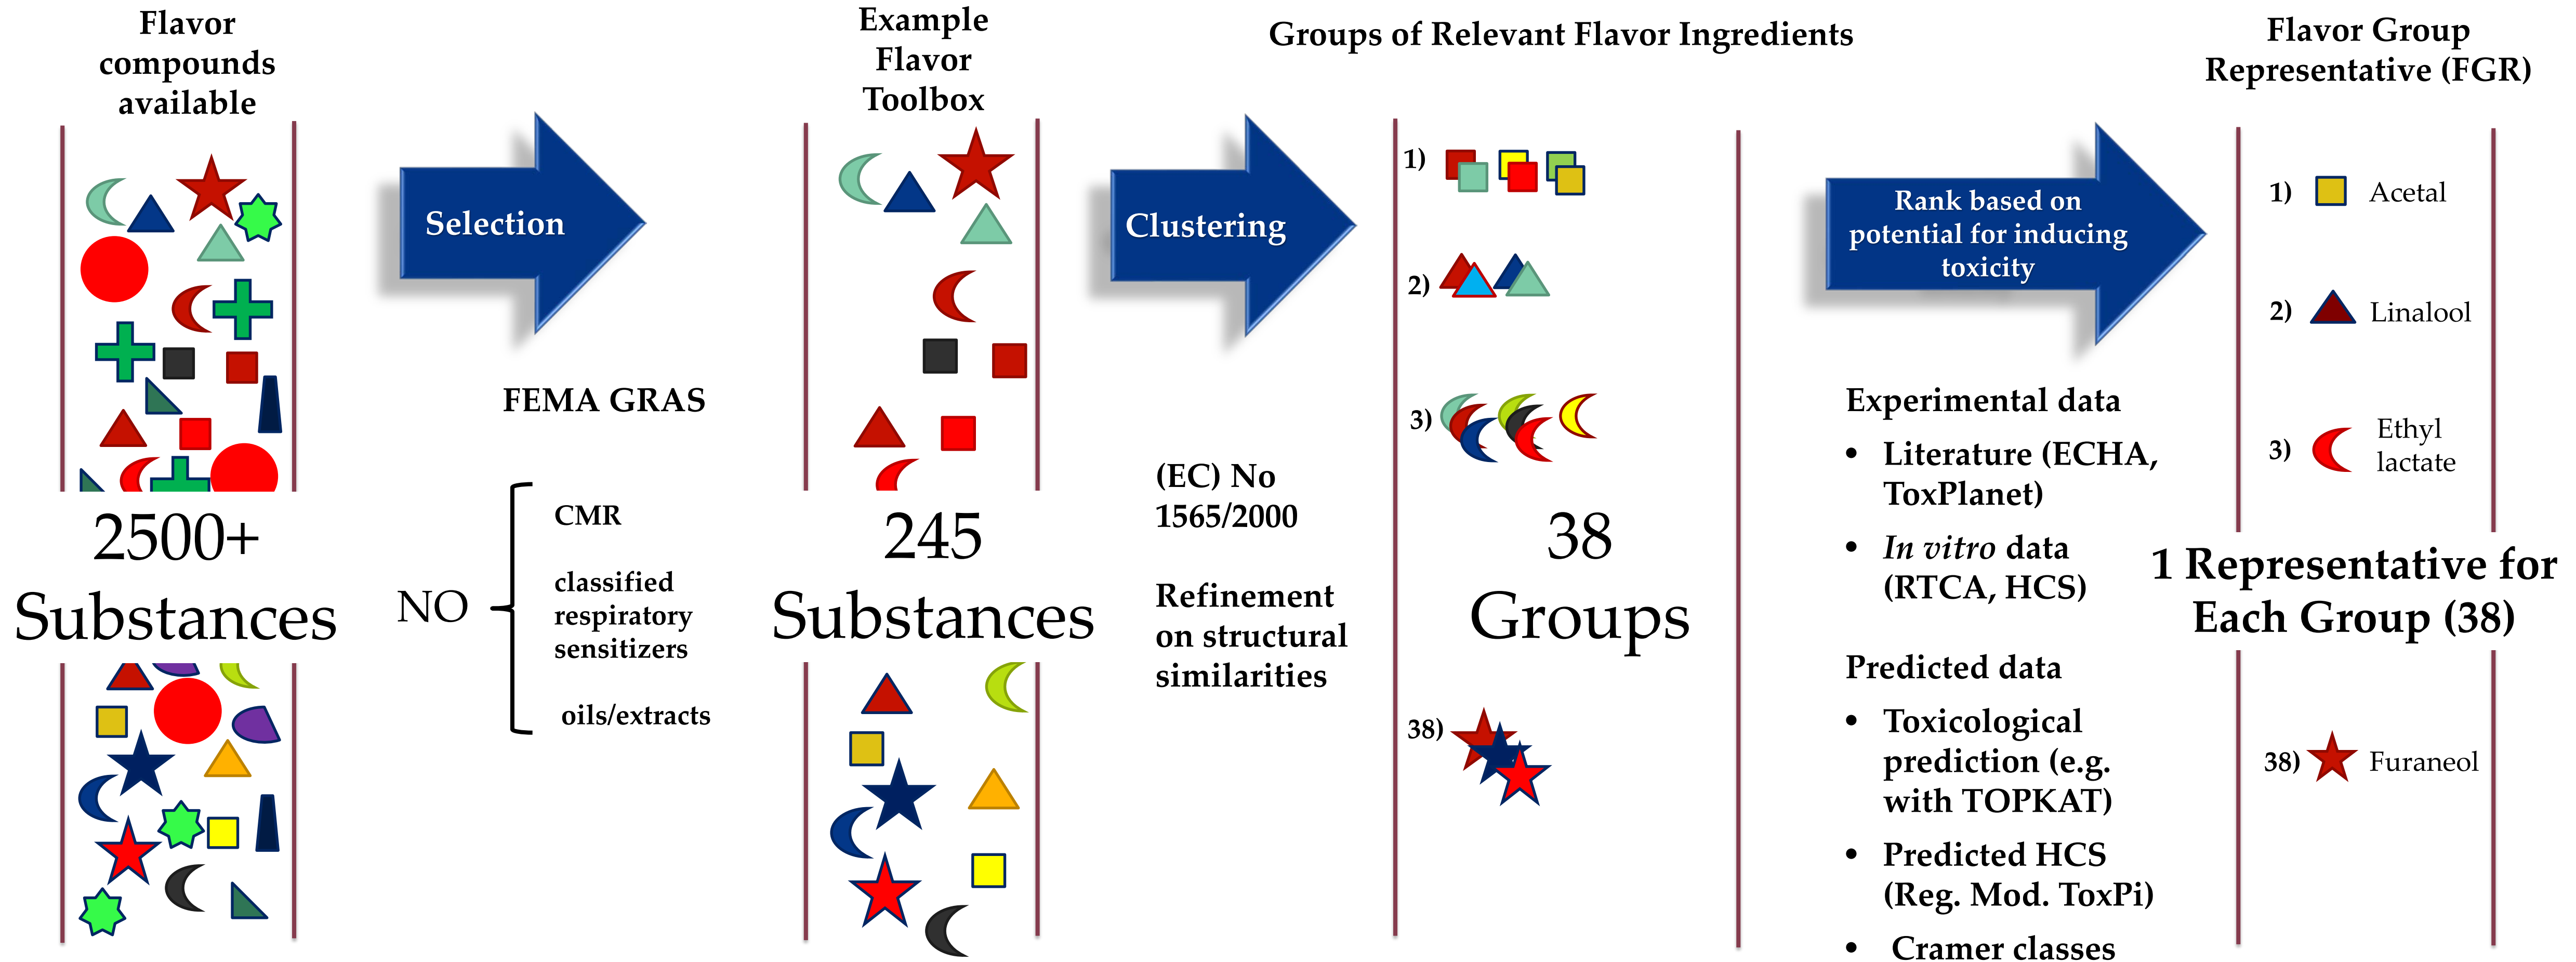 Flavor
compounds
available
2500+
Substances
Selection
FEMA GRAS
NO
CMR
classified
respiratory
sensitizers
oils/extracts
Example
Flavor
Toolbox
245
Substances
Clustering
(EC) No
1565/2000
Refinement
on structural
similarities
Groups of Relevant Flavor Ingredients
1)
2)
3)
38
Groups
38)
Rank based on
potential for inducing
toxicity
Experimental data
• Literature (ECHA,
ToxPlanet)
• In vitro data
(RTCA, HCS)
Predicted data
• Toxicological
prediction (e.g.
with TOPKAT)
• Predicted HCS
(Reg. Mod. ToxPi)
• Cramer classes
Flavor Group
Representative (FGR)
1) Acetal
2) Linalool
3) Ethyl
lactate
1 Representative for
Each Group (38)
38) Furaneol